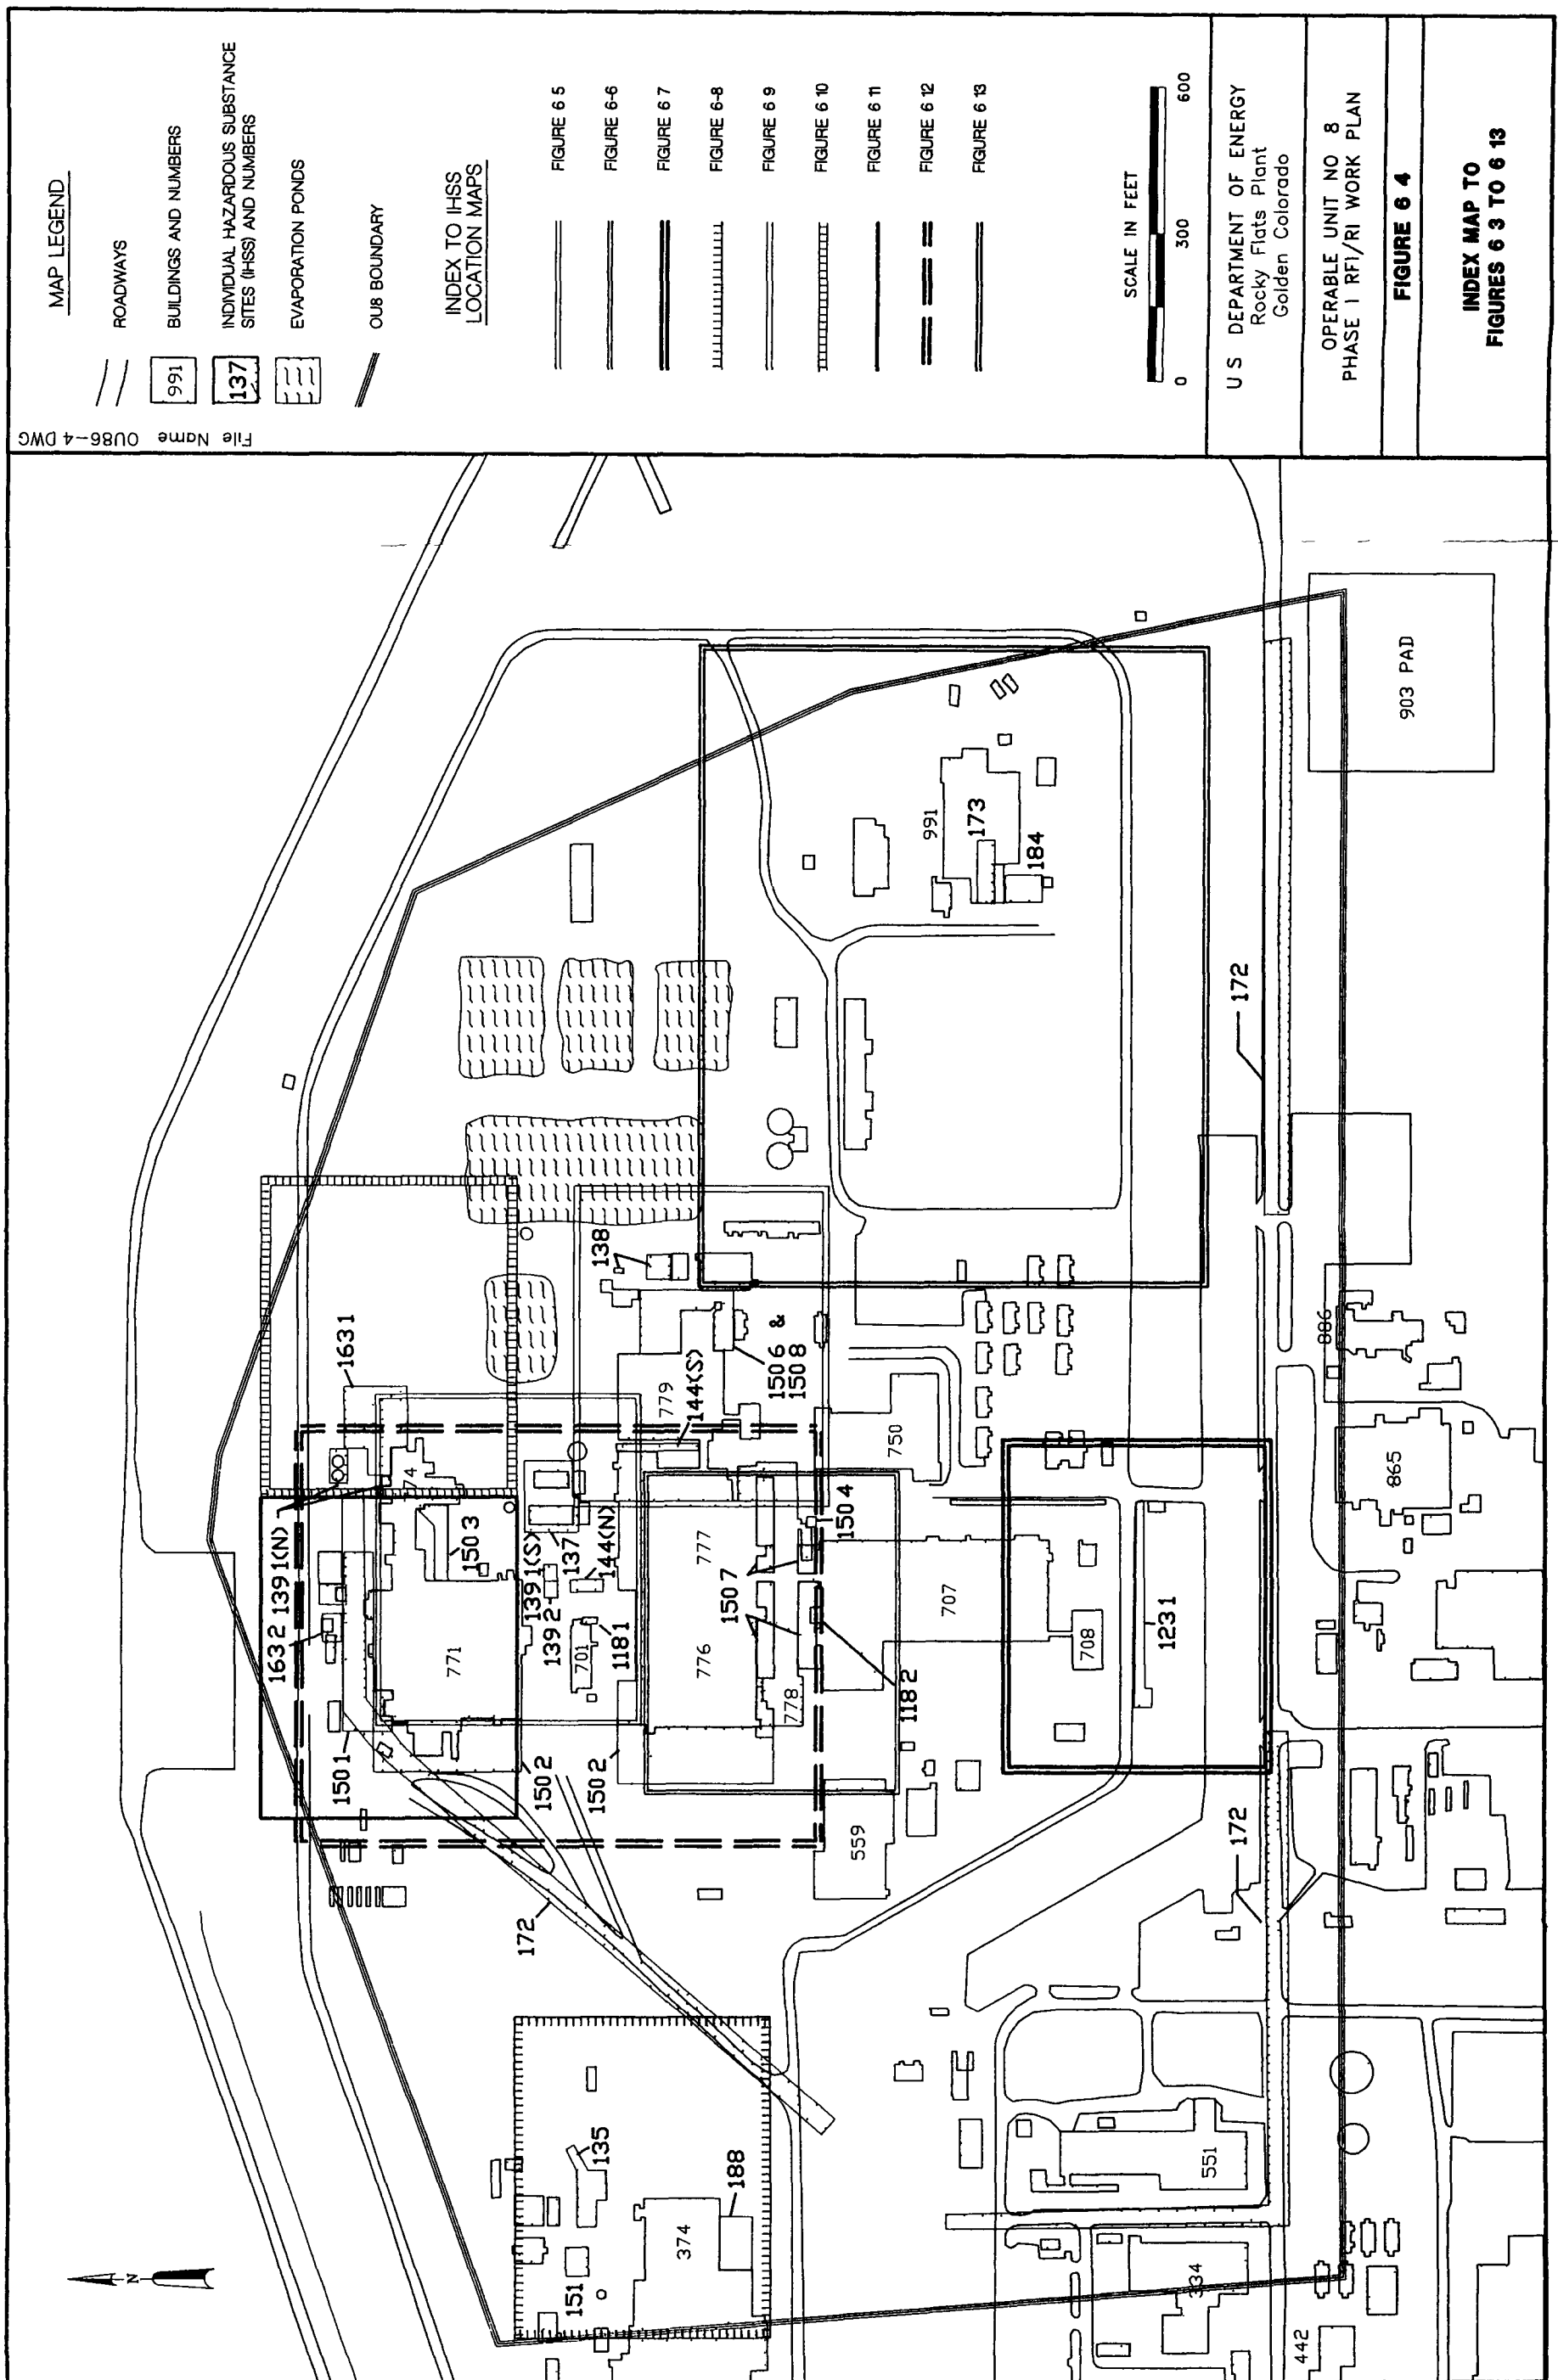 MAP LEGEND
ROADWAYS
991
BUILDINGS AND NUMBERS
137
INDIVIDUAL HAZARDOUS SUBSTANCE
SITES (IHSS) AND NUMBERS
EVAPORATION PONDS
OU8 BOUNDARY
INDEX TO IHSS
LOCATION MAPS
FIGURE 6 5
FIGURE 6-6
FIGURE 6 7
FIGURE 6-8
FIGURE 6 9
FIGURE 6 10
FIGURE 6 11
FIGURE 6 12
FIGURE 6 13
SCALE IN FEET
0 300 600
U S DEPARTMENT OF ENERGY
Rocky Flats Plant
Golden Colorado
OPERABLE UNIT NO 8
PHASE I RFI/RI WORK PLAN
FIGURE 6 4
INDEX MAP TO
FIGURES 6 3 TO 6 13
File Name OU86-4 DWG
N
163 2
139 1(N)
163 1
150 1
771
150 3
150 2
139 1(S)
139 2
137
144(N)
701
118 1
150 2
138
779
144(S)
150 6 &
150 8
776
777
150 7
778
150 4
118 2
172
151
135
374
188
559
707
750
708
123 1
991
173
184
172
172
903 PAD
551
334
442
865
886